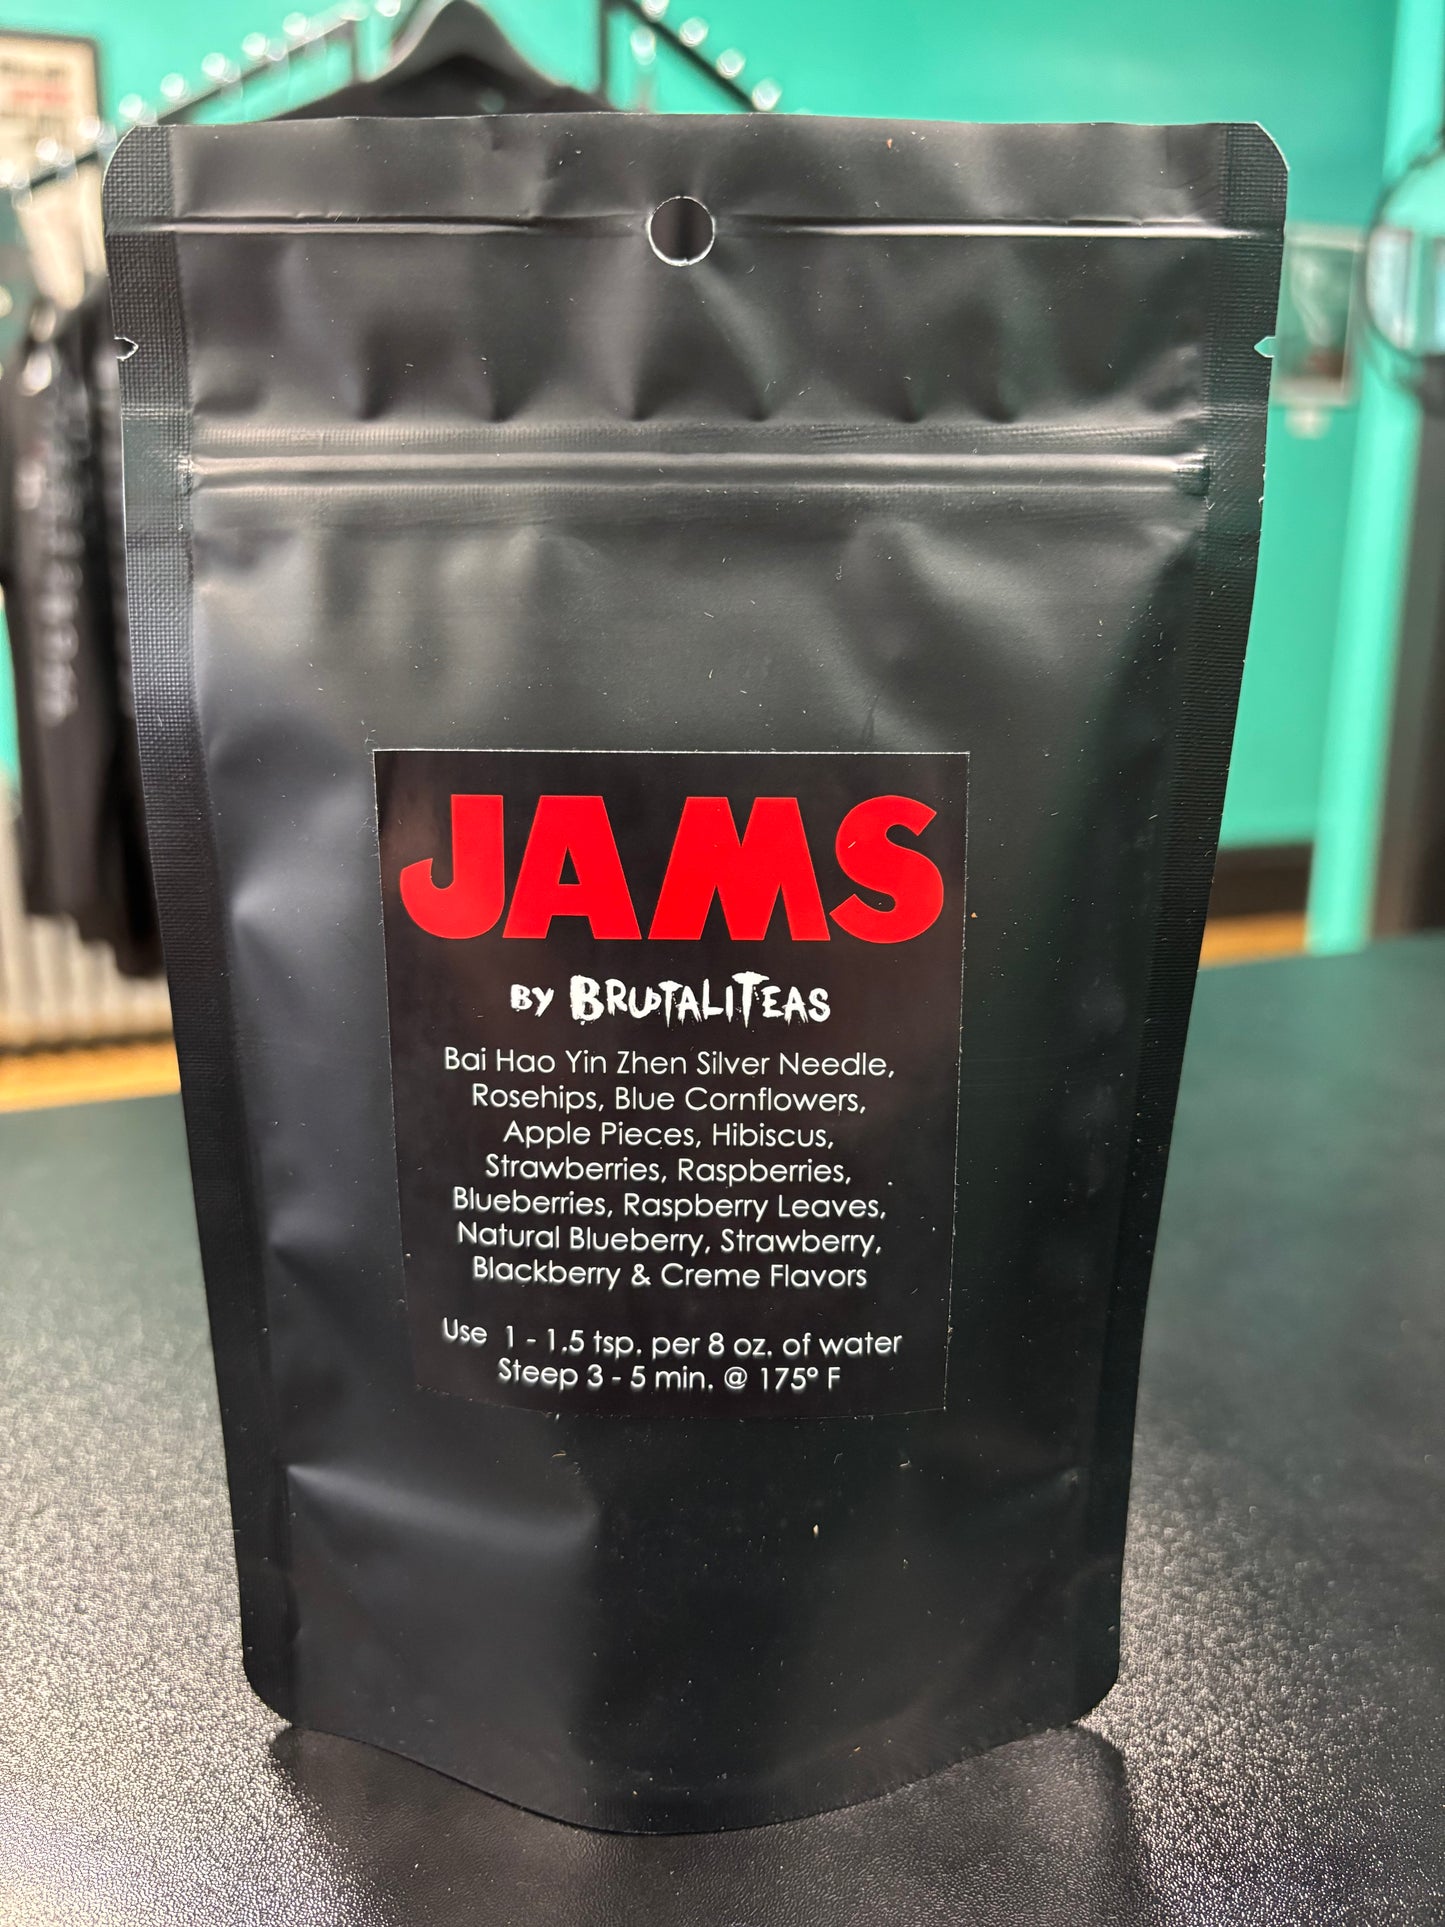 JAMS
BY BRUTALITEAS
Bai Hao Yin Zhen Silver Needle,
Rosehips, Blue Cornflowers,
Apple Pieces, Hibiscus,
Strawberries, Raspberries,
Blueberries, Raspberry Leaves,
Natural Blueberry, Strawberry,
Blackberry & Creme Flavors
Use 1 - 1.5 tsp. per 8 oz. of water
Steep 3 - 5 min. @ 175° F